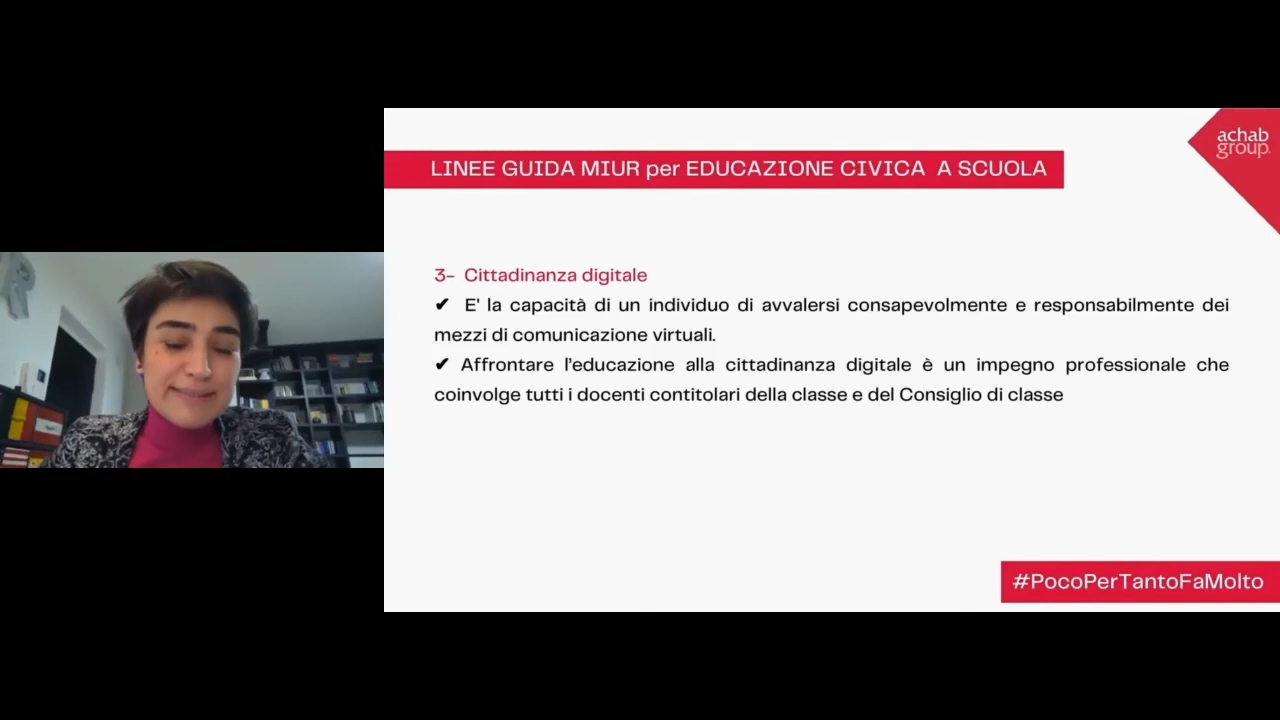 achab
group.
LINEE GUIDA MIUR per EDUCAZIONE CIVICA A SCUOLA
3- Cittadinanza digitale
✔ E' la capacità di un individuo di avvalersi consapevolmente e responsabilmente dei
mezzi di comunicazione virtuali.
✔ Affrontare l’educazione alla cittadinanza digitale è un impegno professionale che
coinvolge tutti i docenti contitolari della classe e del Consiglio di classe
#PocoPerTantoFaMolto